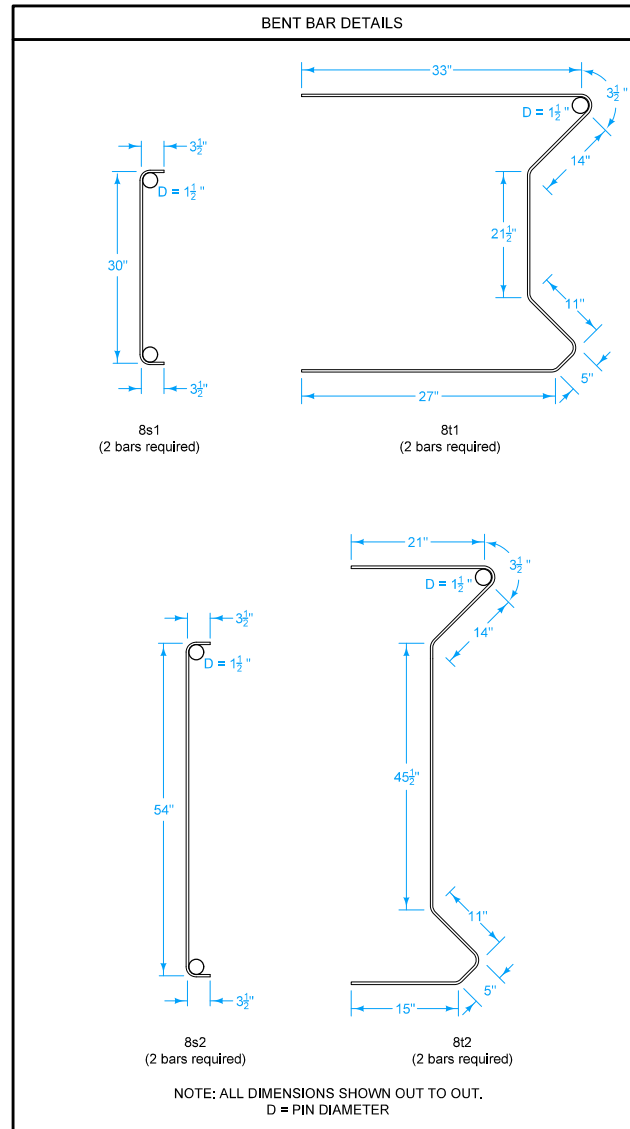 BENT BAR DETAILS
33"
3½"
D = 1½"
14"
3½"
D = 1½"
30"
21½"
11"
5"
3½"
27"
8s1
(2 bars required)
8t1
(2 bars required)
21"
3½"
D = 1½"
14"
3½"
D = 1½"
54"
45½"
11"
5"
3½"
15"
8s2
(2 bars required)
8t2
(2 bars required)
NOTE: ALL DIMENSIONS SHOWN OUT TO OUT.
D = PIN DIAMETER